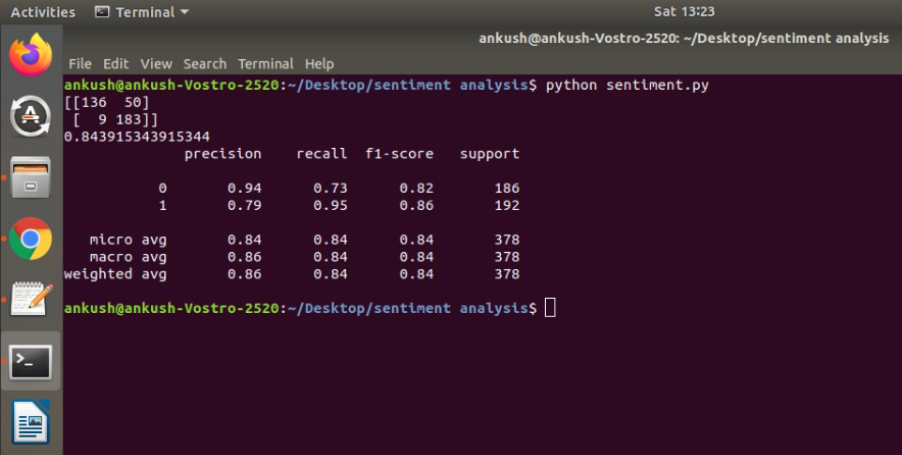 Activities Terminal Sat 13:23
ankush@ankush-Vostro-2520: ~/Desktop/sentiment analysis
File Edit View Search Terminal Help
ankush@ankush-Vostro-2520:~/Desktop/sentiment analysis$ python sentiment.py
[[136  50]
 [  9 183]]
0.843915343915344
              precision    recall  f1-score   support

           0       0.94      0.73      0.82       186
           1       0.79      0.95      0.86       192

   micro avg       0.84      0.84      0.84       378
   macro avg       0.86      0.84      0.84       378
weighted avg       0.86      0.84      0.84       378

ankush@ankush-Vostro-2520:~/Desktop/sentiment analysis$